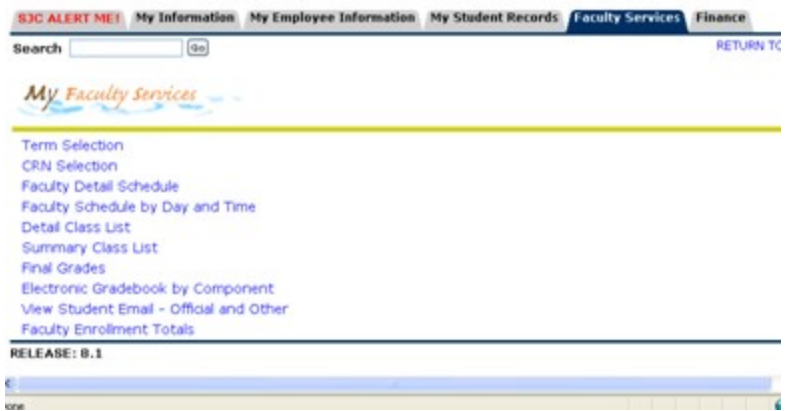 SJC ALERT ME! My Information My Employee Information My Student Records Faculty Services Finance
Search Go RETURN TO
My Faculty Services
Term Selection
CRN Selection
Faculty Detail Schedule
Faculty Schedule by Day and Time
Detail Class List
Summary Class List
Final Grades
Electronic Gradebook by Component
View Student Email - Official and Other
Faculty Enrollment Totals
RELEASE: 8.1